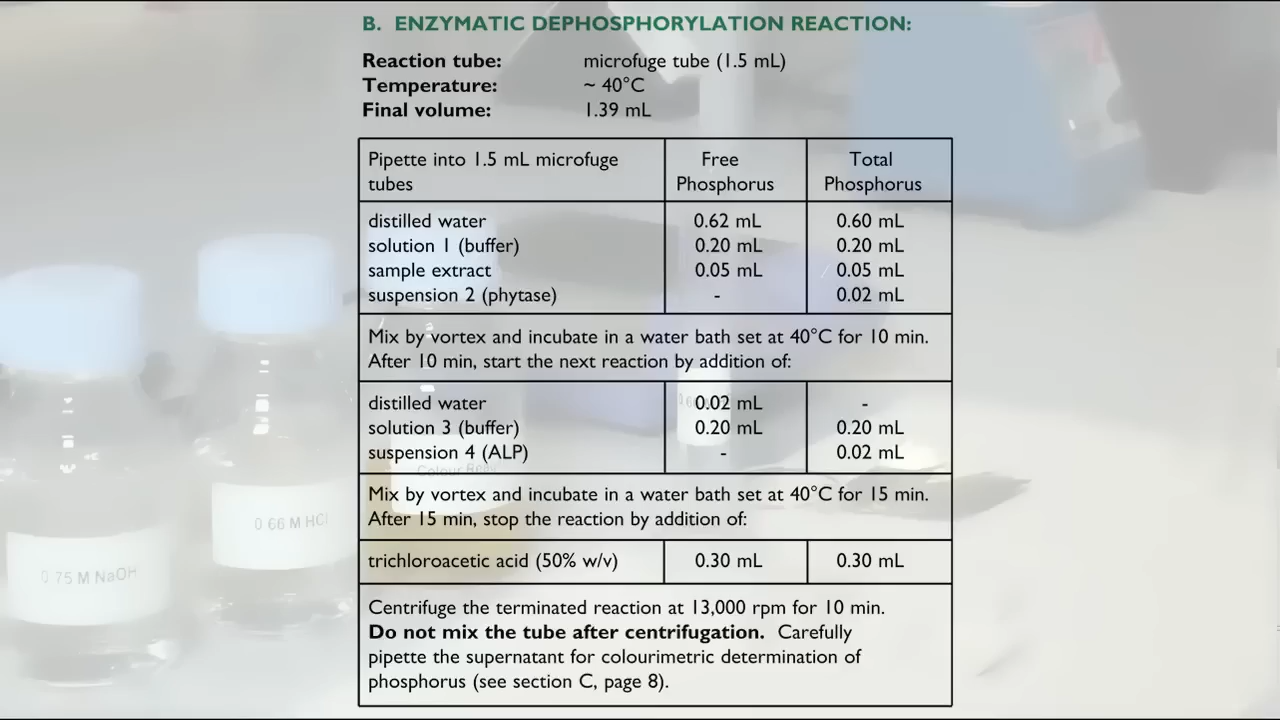 B. ENZYMATIC DEPHOSPHORYLATION REACTION:
Reaction tube: microfuge tube (1.5 mL)
Temperature: ~ 40°C
Final volume: 1.39 mL
Pipette into 1.5 mL microfuge tubes Free Phosphorus Total Phosphorus
distilled water 0.62 mL 0.60 mL
solution 1 (buffer) 0.20 mL 0.20 mL
sample extract 0.05 mL 0.05 mL
suspension 2 (phytase) - 0.02 mL
Mix by vortex and incubate in a water bath set at 40°C for 10 min.
After 10 min, start the next reaction by addition of:
distilled water 0.02 mL -
solution 3 (buffer) 0.20 mL 0.20 mL
suspension 4 (ALP) - 0.02 mL
Mix by vortex and incubate in a water bath set at 40°C for 15 min.
After 15 min, stop the reaction by addition of:
trichloroacetic acid (50% w/v) 0.30 mL 0.30 mL
Centrifuge the terminated reaction at 13,000 rpm for 10 min.
Do not mix the tube after centrifugation. Carefully
pipette the supernatant for colourimetric determination of
phosphorus (see section C, page 8).
0.75 M NaOH
0.66 M HCl
Colour